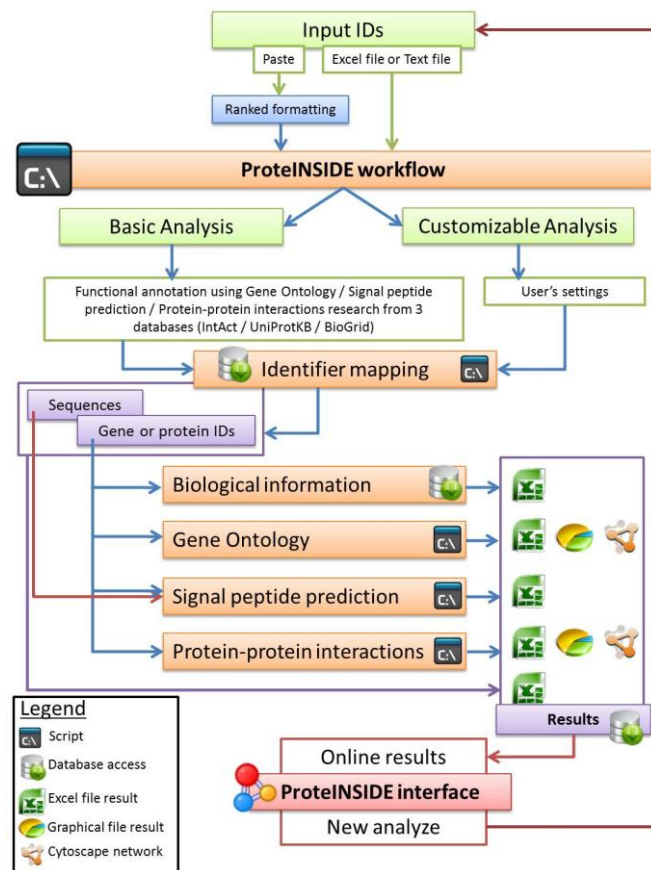 Input IDs
Paste
Excel file or Text file
Ranked formatting
C:\
ProteINSIDE workflow
Basic Analysis
Customizable Analysis
Functional annotation using Gene Ontology / Signal peptide
prediction / Protein-protein interactions research from 3
databases (IntAct / UniProtKB / BioGrid)
User's settings
Identifier mapping
C:\
Sequences
Gene or protein IDs
Biological information
Gene Ontology
C:\
Signal peptide prediction
C:\
Protein-protein interactions
C:\
Results
Legend
C:\
Script
Database access
Excel file result
Graphical file result
Cytoscape network
Online results
ProteINSIDE interface
New analyze